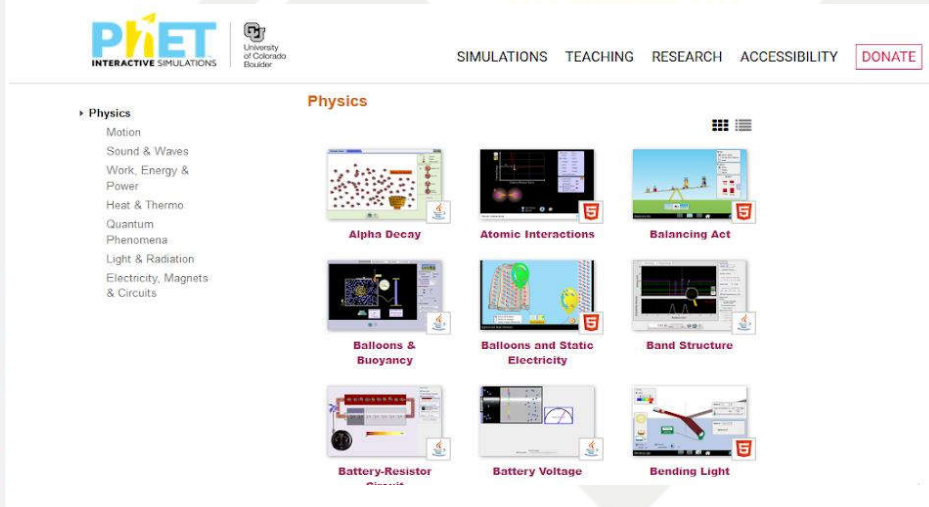 PhET
INTERACTIVE SIMULATIONS
University
of Colorado
Boulder
SIMULATIONS TEACHING RESEARCH ACCESSIBILITY DONATE
Physics
Motion
Sound & Waves
Work, Energy &
Power
Heat & Thermo
Quantum
Phenomena
Light & Radiation
Electricity, Magnets
& Circuits
Physics
Alpha Decay
Atomic Interactions
Balancing Act
Balloons &
Buoyancy
Balloons and Static
Electricity
Band Structure
Battery-Resistor
Battery Voltage
Bending Light